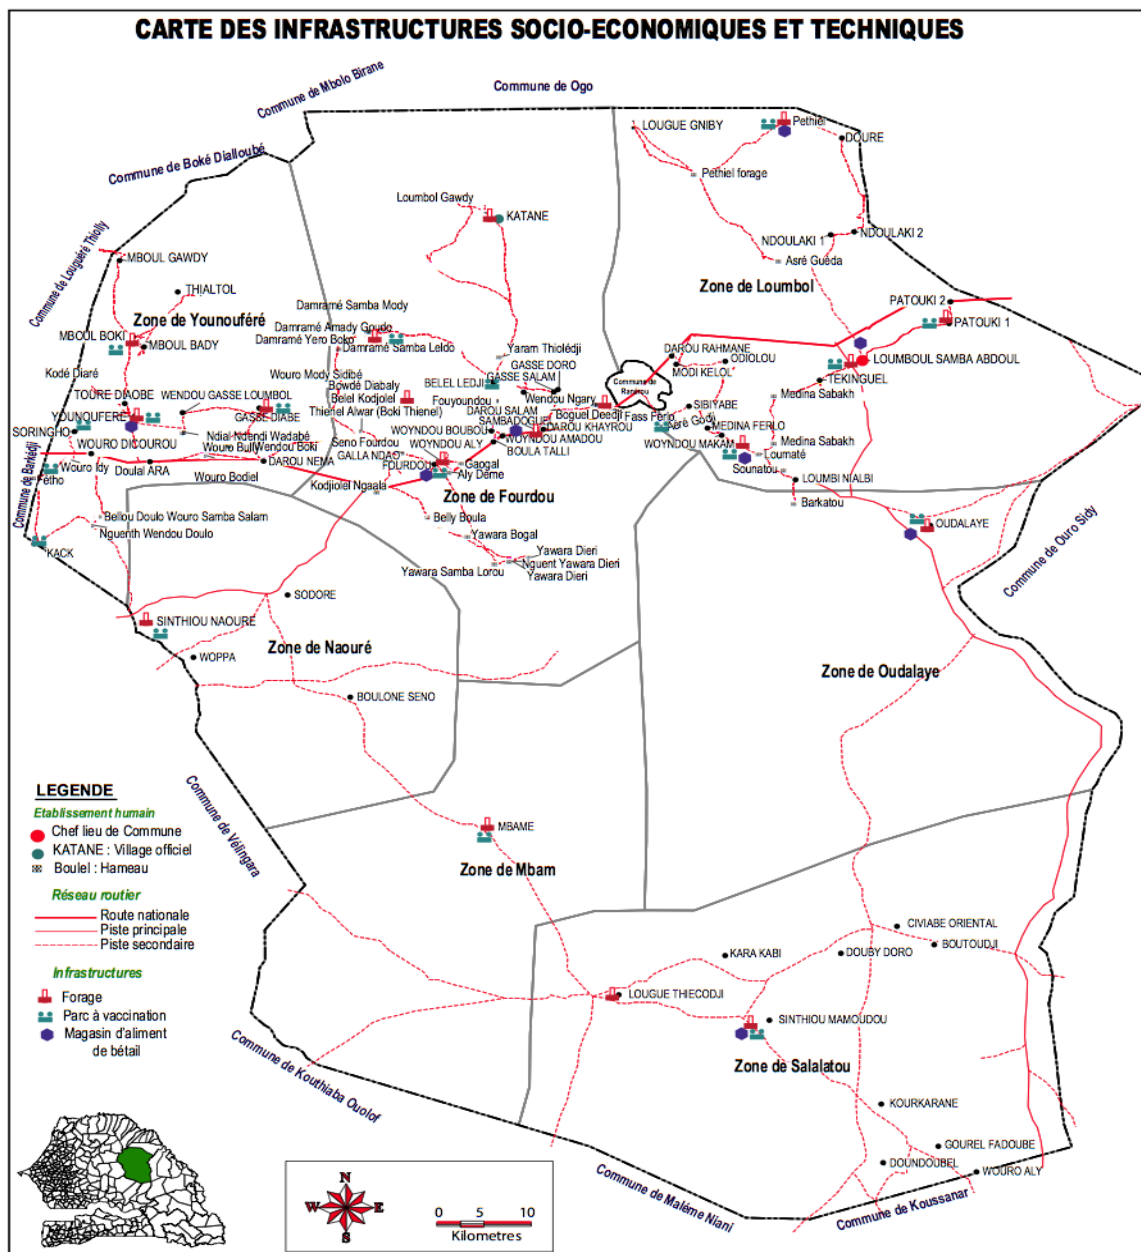 CARTE DES INFRASTRUCTURES SOCIO-ECONOMIQUES ET TECHNIQUES
Commune de Mbolo Birane
Commune de Ogo
Commune de Boké Dialloubé
Commune de Louguéré Thiolly
Commune de Barkédji
Commune de Vélingara
Commune de Kouthiaba Ouolof
Commune de Maléme Niani
Commune de Koussanar
Commune de Ouro Sidy
LOUGUE GNIBY
Pethiel
DOURE
Pethiel forage
NDOULAKI 1
NDOULAKI 2
Asré Guéda
Zone de Loumbol
PATOUKI 2
PATOUKI 1
LOUMBOUL SAMBA ABDOUL
TEKINGUEL
DAROU RAHMANE
ODIOLOU
MODI KELOL
Medina Sabakh
SIBIYABE
MEDINA FERLO
WOYNDOU MAKAM
Medina Sabakh
Loumaté
Sounatou
LOUMBI NIALBI
Barkatou
Commune de Ranérou
Fass Ferlo
Loumbol Gawdy
KATANE
Damramé Samba Mody
Damramé Amady Goudo
Damramé Yero Boko
Damramé Samba Leldo
Yaram Thiolédji
GASSE DORO
GASSE SALAM
Wendou Ngary
BELEL LEDJI
Wouro Mody Sidibé
Bowdé Diabaly
Belel Kodjolel
Thienel Alwar (Boki Thienel)
Fouyoundou
DAROU SALAM
SAMBADOGUEL
Boguel Deedji
DAROU KHAYROU
WOYNDOU AMADOU
WOYNDOU BOUBOU
WOYNDOU ALY
BOULA TALLI
Seno Fourdou
GALLA NDAO
FOURDOU
Gaogal
Aly Dème
Kodjiolel Ngaala
Zone de Fourdou
Belly Boula
Yawara Bogal
Yawara Dieri
Nguent Yawara Dieri
Yawara Dieri
Yawara Samba Lorou
MBOUL GAWDY
THIALTOL
Zone de Younouféré
MBOUL BOKI
MBOUL BADY
Kodé Diaré
TOURE DIAOBE
WENDOU GASSE LOUMBOL
YOUNOUFERE
GASSE DIABE
SORINGHO
WOURO DICOUROU
Ndial Ndendi Wadabé
Wouro Bull
Wendou Boki
Wouro Idy
Doulal ARA
DAROU NEMA
Fétho
Wouro Bodiel
Bellou Doulo Wouro Samba Salam
Nguenth Wendou Doulo
KACK
SODORE
SINTHIOU NAOURE
Zone de Naouré
WOPPA
BOULONE SENO
OUDALAYE
Zone de Oudalaye
MBAME
Zone de Mbam
CIVIABE ORIENTAL
BOUTOUDJI
KARA KABI
DOUBY DORO
LOUGUE THIECODJI
SINTHIOU MAMOUDOU
Zone de Salalatou
KOURKARANE
GOUREL FADOUBE
DOUNDOUBEL
WOURO ALY
LEGENDE
Etablissement humain
Chef lieu de Commune
KATANE : Village officiel
Boulel : Hameau
Réseau routier
Route nationale
Piste principale
Piste secondaire
Infrastructures
Forage
Parc à vaccination
Magasin d'aliment
de bétail
N
W E
S
0 5 10
Kilometres